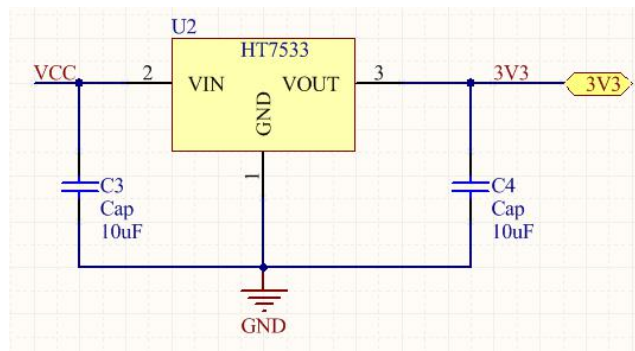 U2
HT7533
VCC
2
VIN
VOUT
3
3V3
3V3
GND
1
C3
Cap
10uF
C4
Cap
10uF
GND